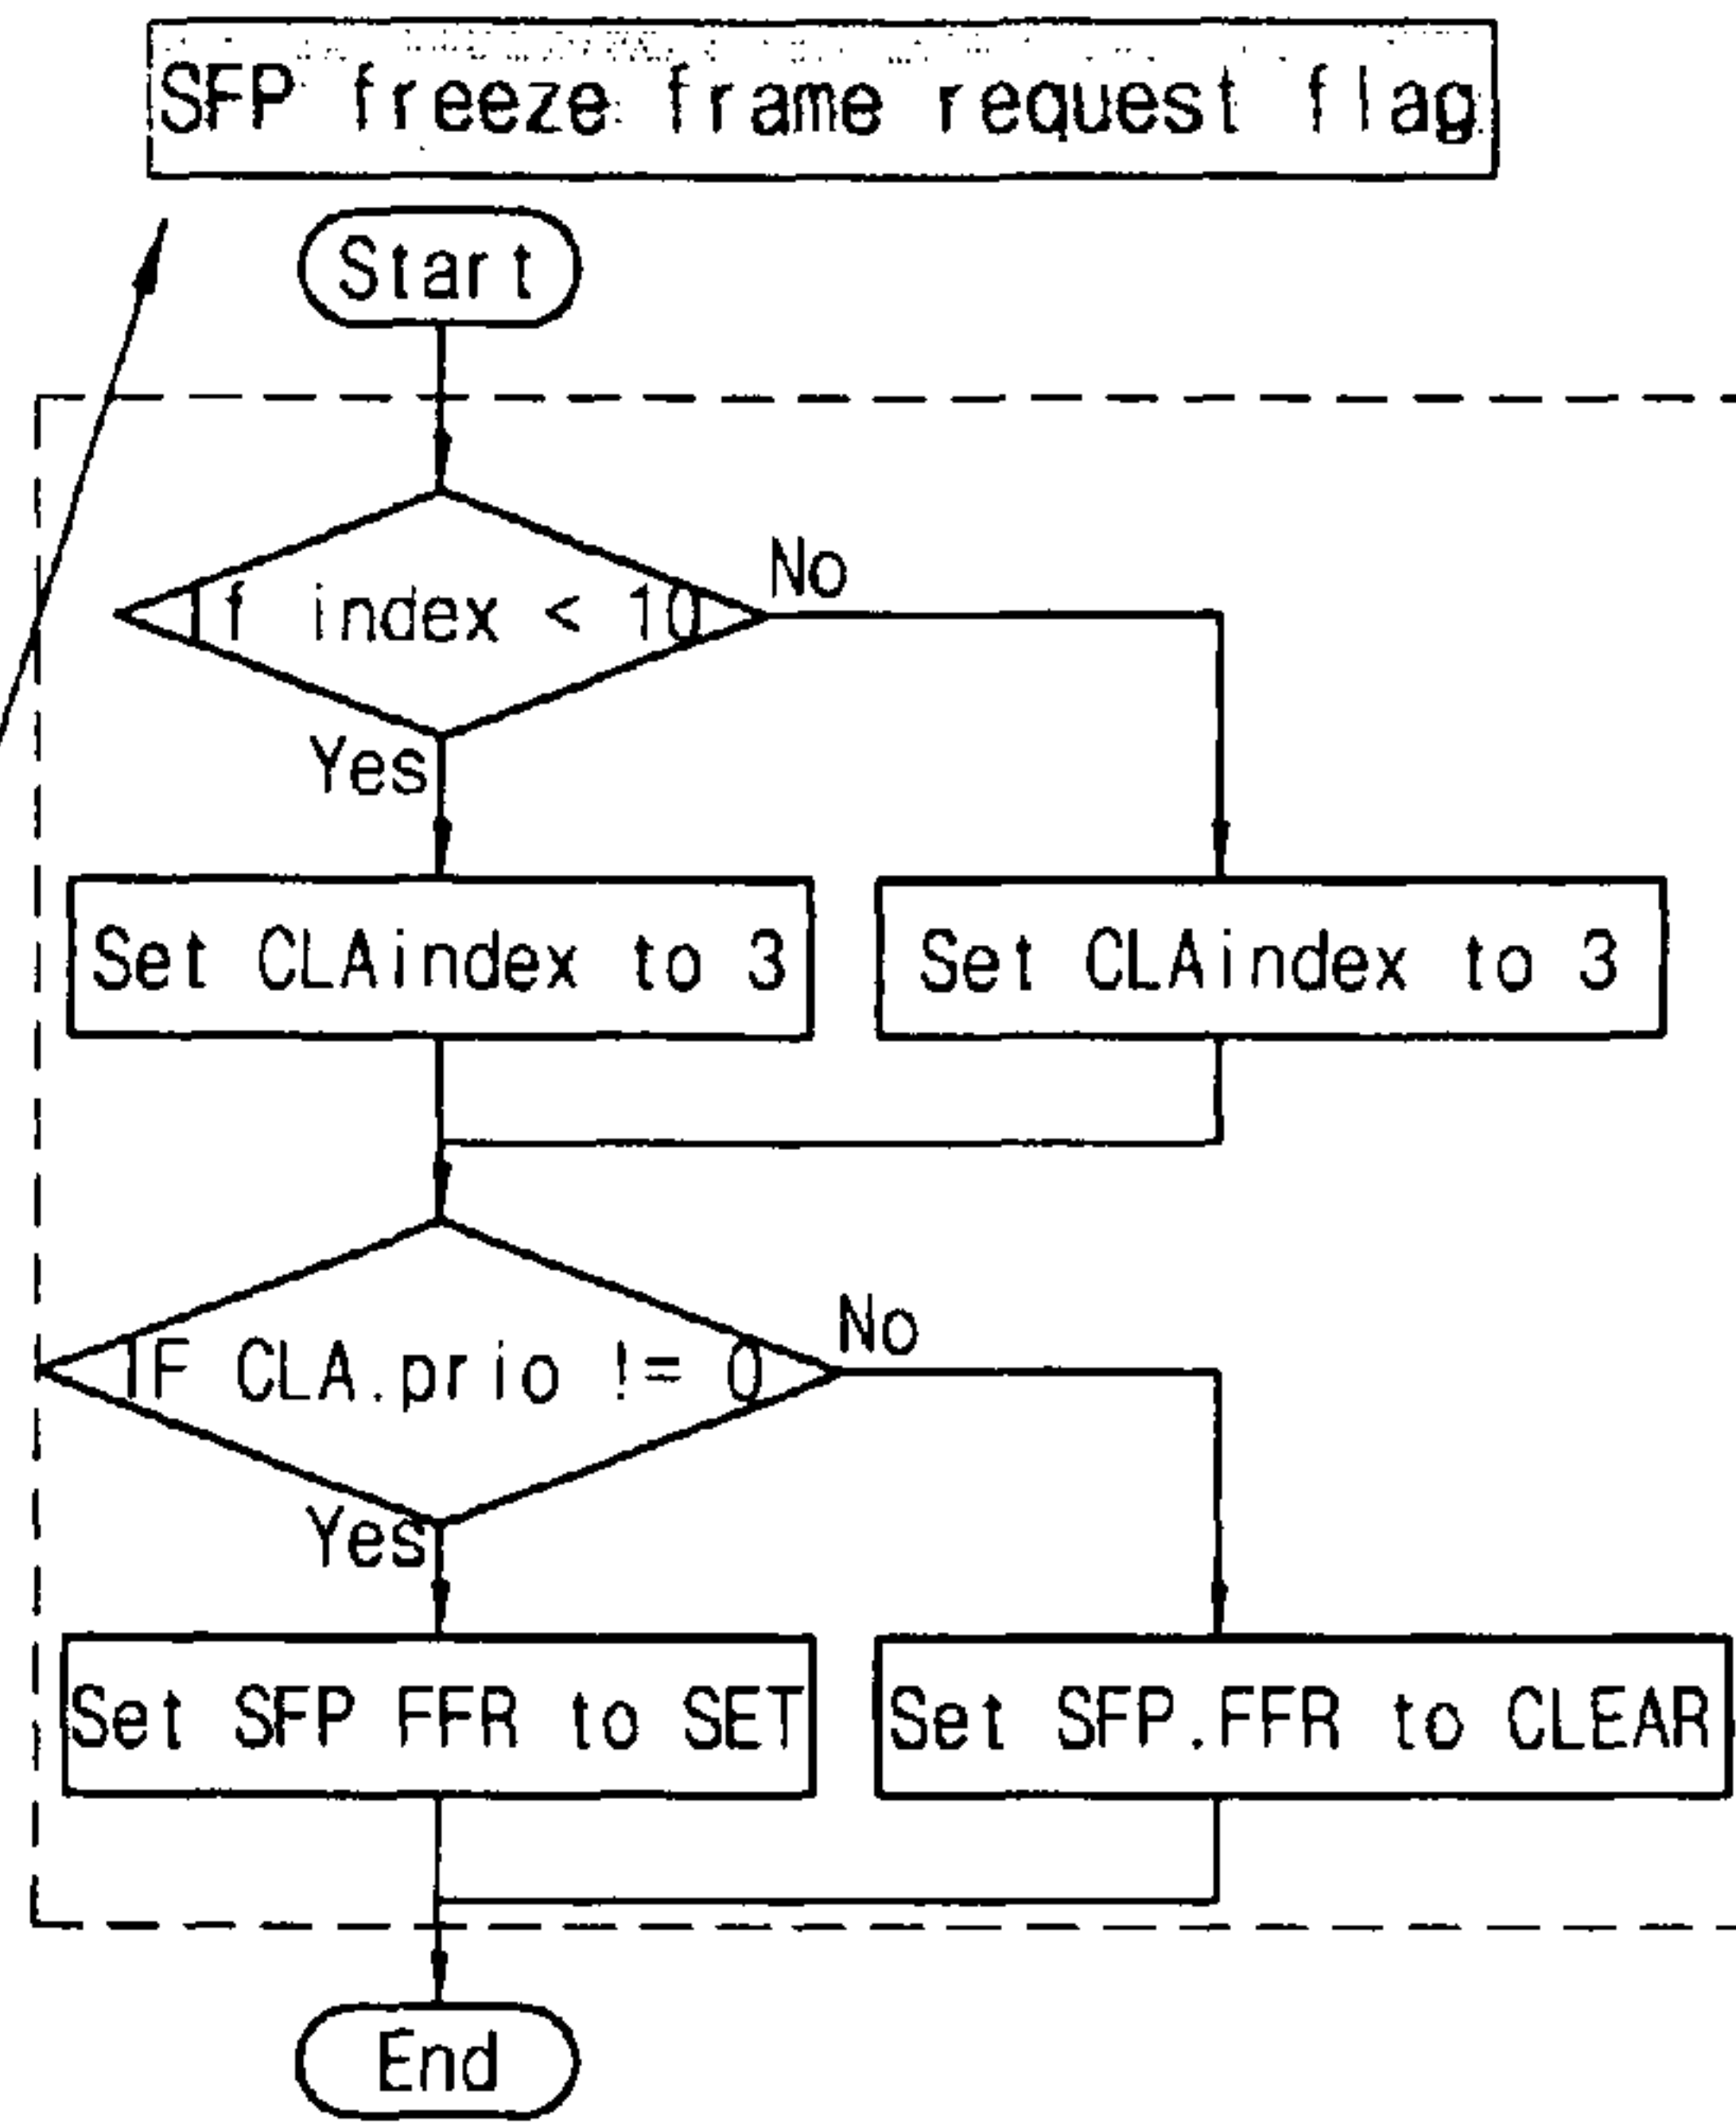 SFP freeze frame request flag
Start
If index < 10
No
Yes
Set CLAindex to 3
Set CLAindex to 3
IF CLA.prio != 0
No
Yes
Set SFP FFR to SET
Set SFP.FFR to CLEAR
End